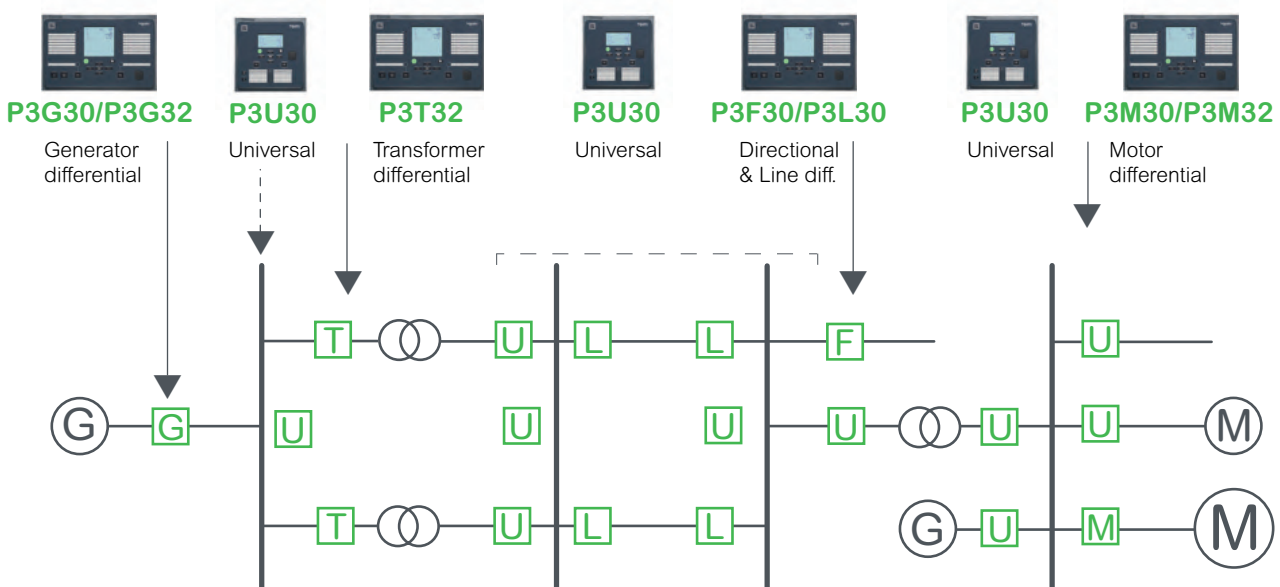 P3G30/P3G32
P3U30
P3T32
P3U30
P3F30/P3L30
P3U30
P3M30/P3M32
Generator
differential
Universal
Transformer
differential
Universal
Directional
& Line diff.
Universal
Motor
differential
T
U
L
L
F
U
G
G
U
U
U
U
U
U
M
T
U
L
L
G
U
M
M